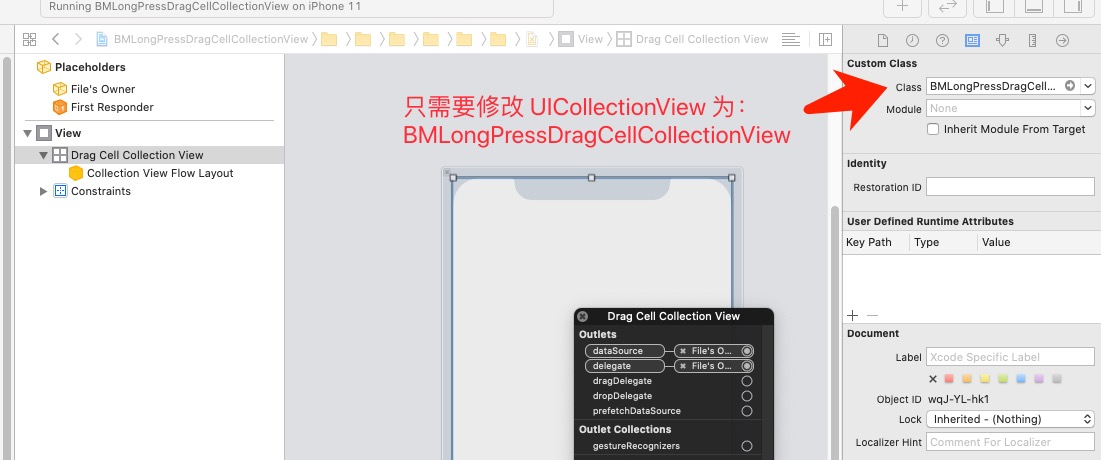 Running BMLongPressDragCellCollectionView on iPhone 11
BMLongPressDragCellCollectionView
View
Drag Cell Collection View
Placeholders
File's Owner
First Responder
View
Drag Cell Collection View
Collection View Flow Layout
Constraints
只需要修改 UICollectionView 为：
BMLongPressDragCellCollectionView
Drag Cell Collection View
Outlets
dataSource
File's O...
delegate
File's O...
dragDelegate
dropDelegate
prefetchDataSource
Outlet Collections
gestureRecognizers
Custom Class
Class BMLongPressDragCell...
Module None
Inherit Module From Target
Identity
Restoration ID
User Defined Runtime Attributes
Key Path Type Value
Document
Label Xcode Specific Label
Object ID wqJ-YL-hk1
Lock Inherited - (Nothing)
Localizer Hint Comment For Localizer